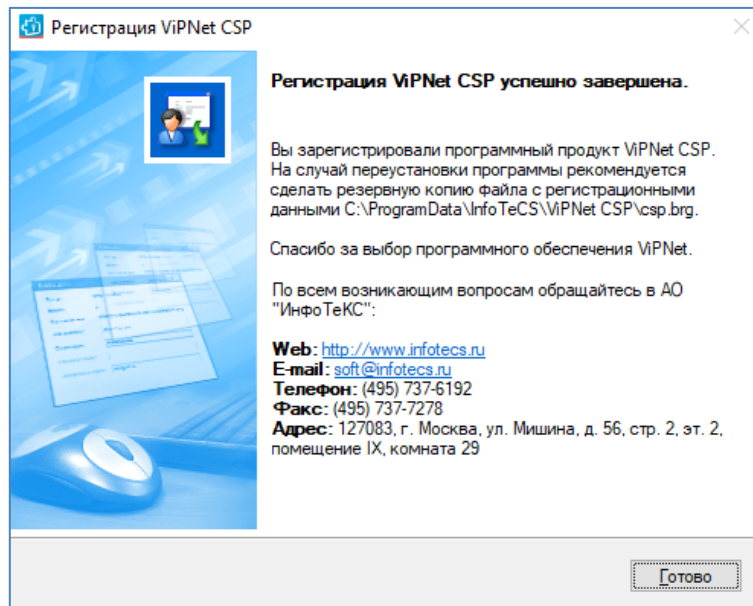 Регистрация ViPNet CSP
Регистрация ViPNet CSP успешно завершена.
Вы зарегистрировали программный продукт ViPNet CSP.
На случай переустановки программы рекомендуется
сделать резервную копию файла с регистрационными
данными C:\ProgramData\InfoTeCS\ViPNet CSP\csp.brg.
Спасибо за выбор программного обеспечения ViPNet.
По всем возникающим вопросам обращайтесь в АО
"ИнфоТеКС":
Web: http://www.infotecs.ru
E-mail: soft@infotecs.ru
Телефон: (495) 737-6192
Факс: (495) 737-7278
Адрес: 127083, г. Москва, ул. Мишина, д. 56, стр. 2, эт. 2,
помещение IX, комната 29
Готово